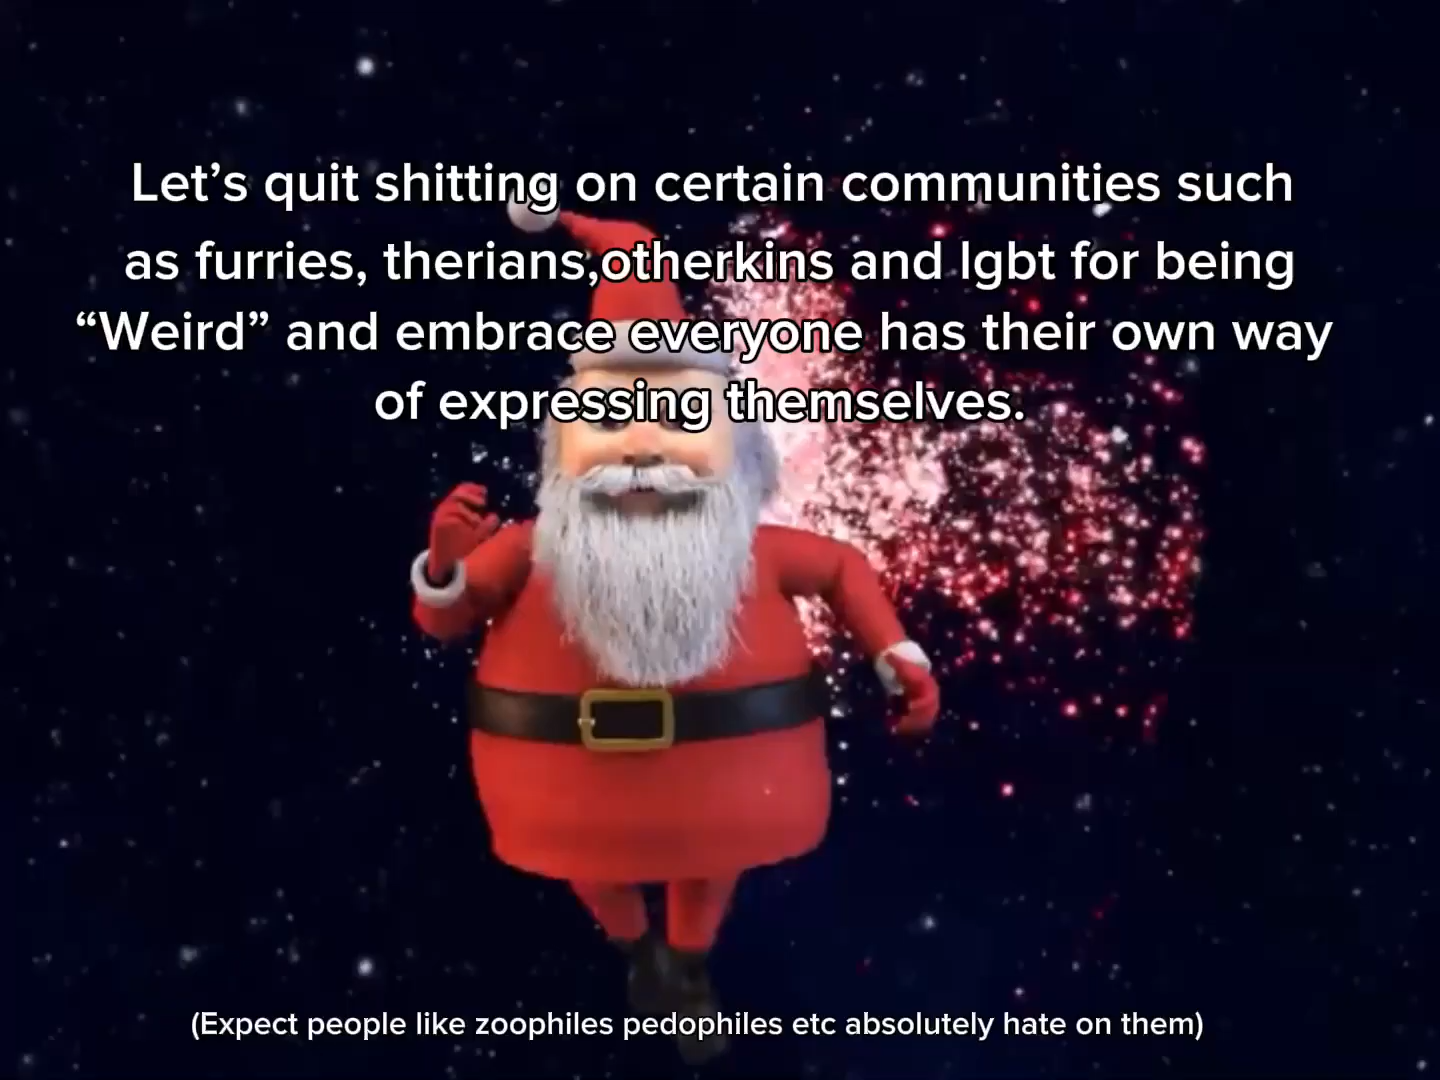 Let’s quit shitting on certain communities such
as furries, therians,otherkins and lgbt for being
“Weird” and embrace everyone has their own way
of expressing themselves.
(Expect people like zoophiles pedophiles etc absolutely hate on them)